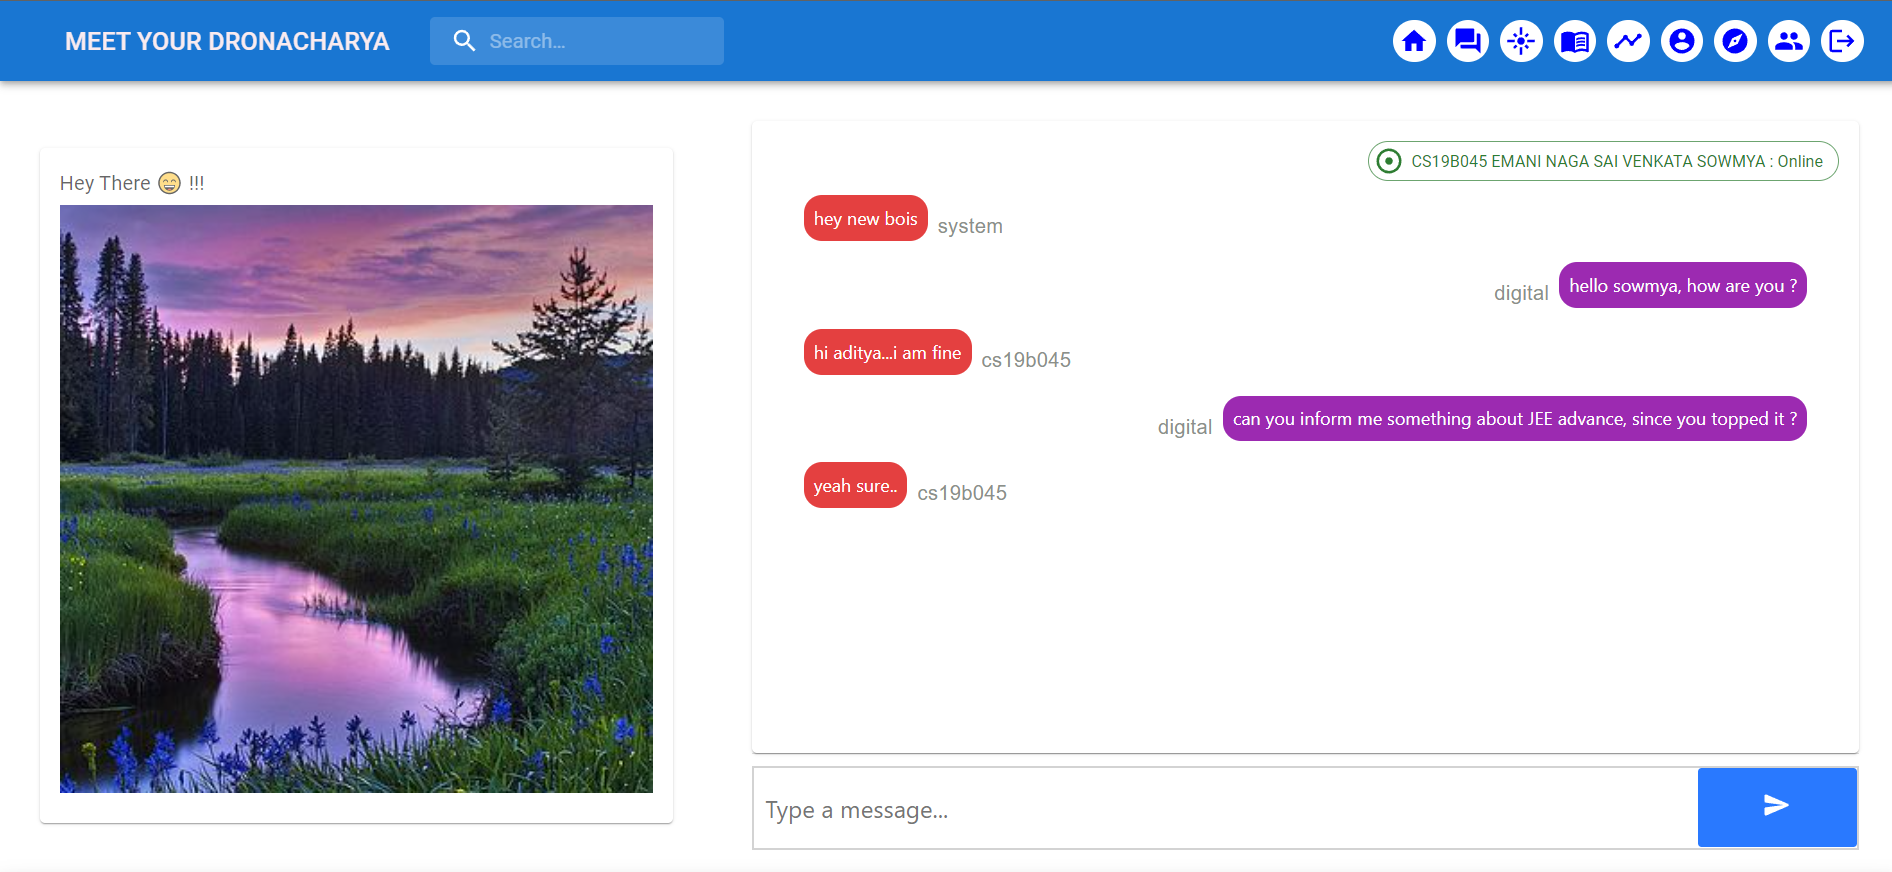 MEET YOUR DRONACHARYA
Search...
Hey There 😄 !!!
CS19B045 EMANI NAGA SAI VENKATA SOWMYA : Online
hey new bois system
digital hello sowmya, how are you ?
hi aditya...i am fine cs19b045
digital can you inform me something about JEE advance, since you topped it ?
yeah sure.. cs19b045
Type a message...